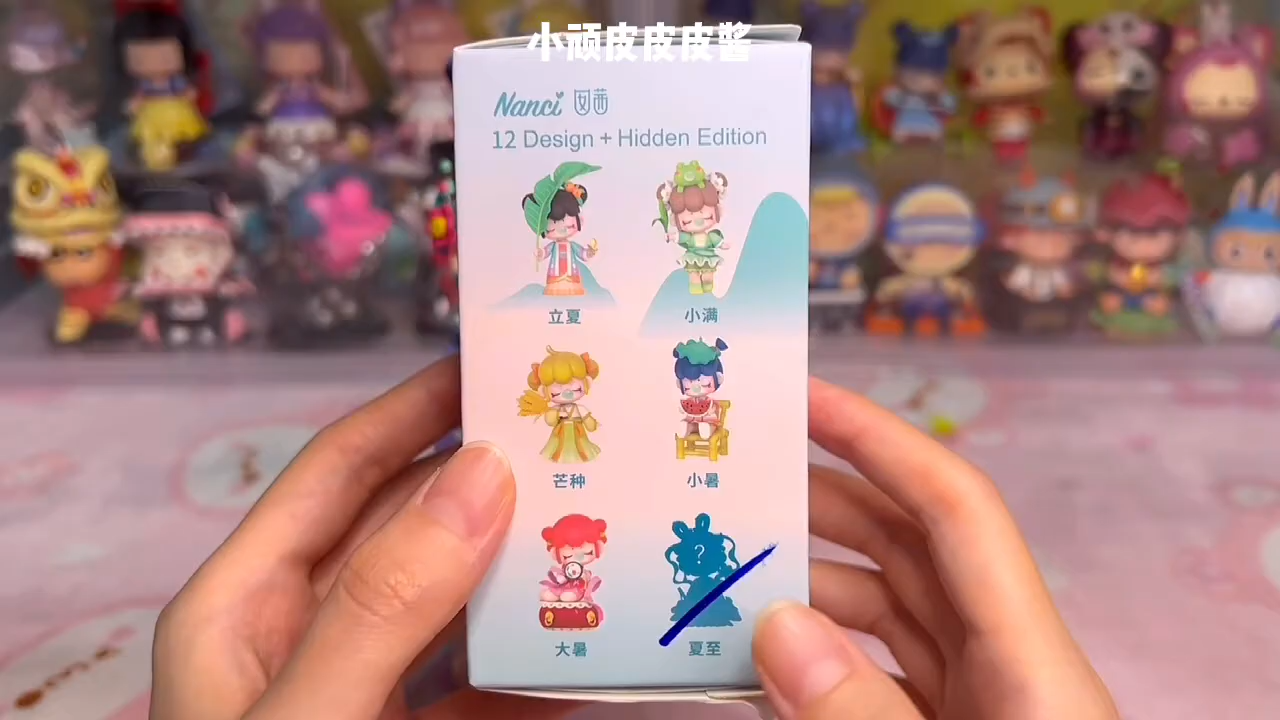 小顽皮皮皮酱
Nanci 囡茜
12 Design + Hidden Edition
立夏
小满
芒种
小暑
大暑
?
夏至